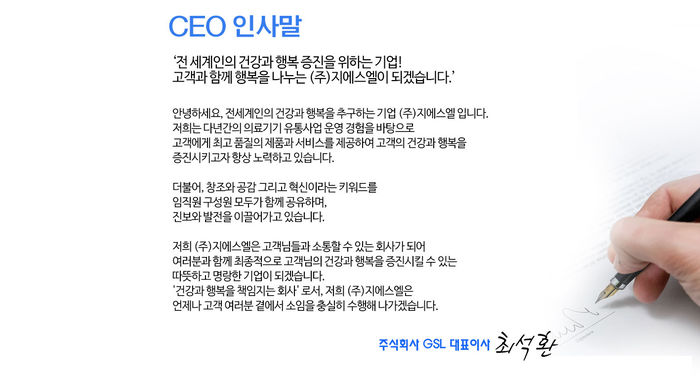 CEO 인사말
'전 세계인의 건강과 행복 증진을 위하는 기업!
고객과 함께 행복을 나누는 (주)지에스엘이 되겠습니다.'
안녕하세요, 전세계인의 건강과 행복을 추구하는 기업 (주)지에스엘 입니다.
저희는 다년간의 의료기기 유통사업 운영 경험을 바탕으로
고객에게 최고 품질의 제품과 서비스를 제공하여 고객의 건강과 행복을
증진시키고자 항상 노력하고 있습니다.
더불어, 창조와 공감 그리고 혁신이라는 키워드를
임직원 구성원 모두가 함께 공유하며,
진보와 발전을 이끌어가고 있습니다.
저희 (주)지에스엘은 고객님들과 소통할 수 있는 회사가 되어
여러분과 함께 최종적으로 고객님의 건강과 행복을 증진시킬 수 있는
따뜻하고 명랑한 기업이 되겠습니다.
'건강과 행복을 책임지는 회사' 로서, 저희 (주)지에스엘은
언제나 고객 여러분 곁에서 소임을 충실히 수행해 나가겠습니다.
주식회사 GSL 대표이사 최석환